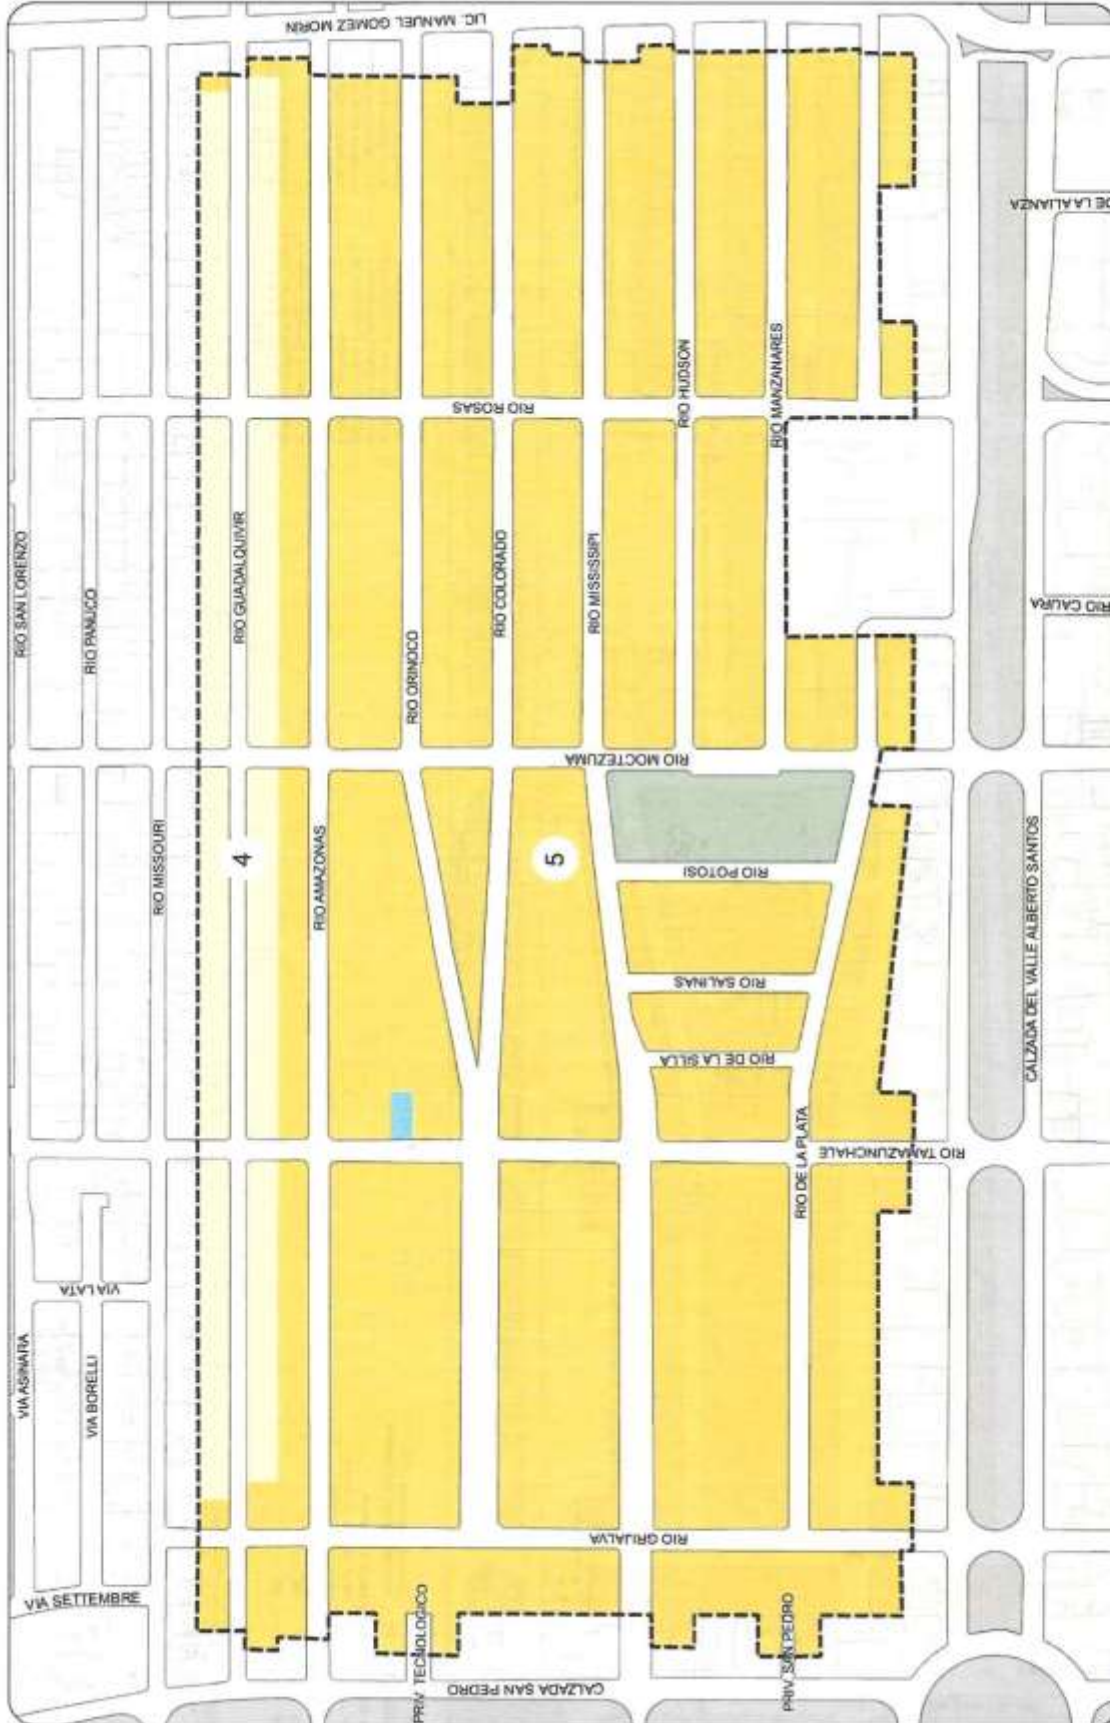 LIC. MANUEL GOMEZ MORIN
DE LA ALIANZA
RIO ROSAS
RIO HUDSON
RIO MANZANARES
RIO SAN LORENZO
RIO PANUCO
RIO GUADALQUIVIR
RIO ORINOCO
RIO COLORADO
RIO MISSISSIPI
RIO CAURA
RIO MOCTEZUMA
RIO MISSOURI
4
RIO AMAZONAS
5
RIO POTOSI
RIO SALINAS
RIO DE LA SILLA
CALZADA DEL VALLE ALBERTO SANTOS
RIO DE LA PLATA
RIO TAMAZUNCHALE
VIA LATA
VIA ASINARA
VIA BORELLI
RIO GRIJALVA
VIA SETTEMBRE
PRIV. TECNOLOGICO
PRIV. SAN PEDRO
CALZADA SAN PEDRO